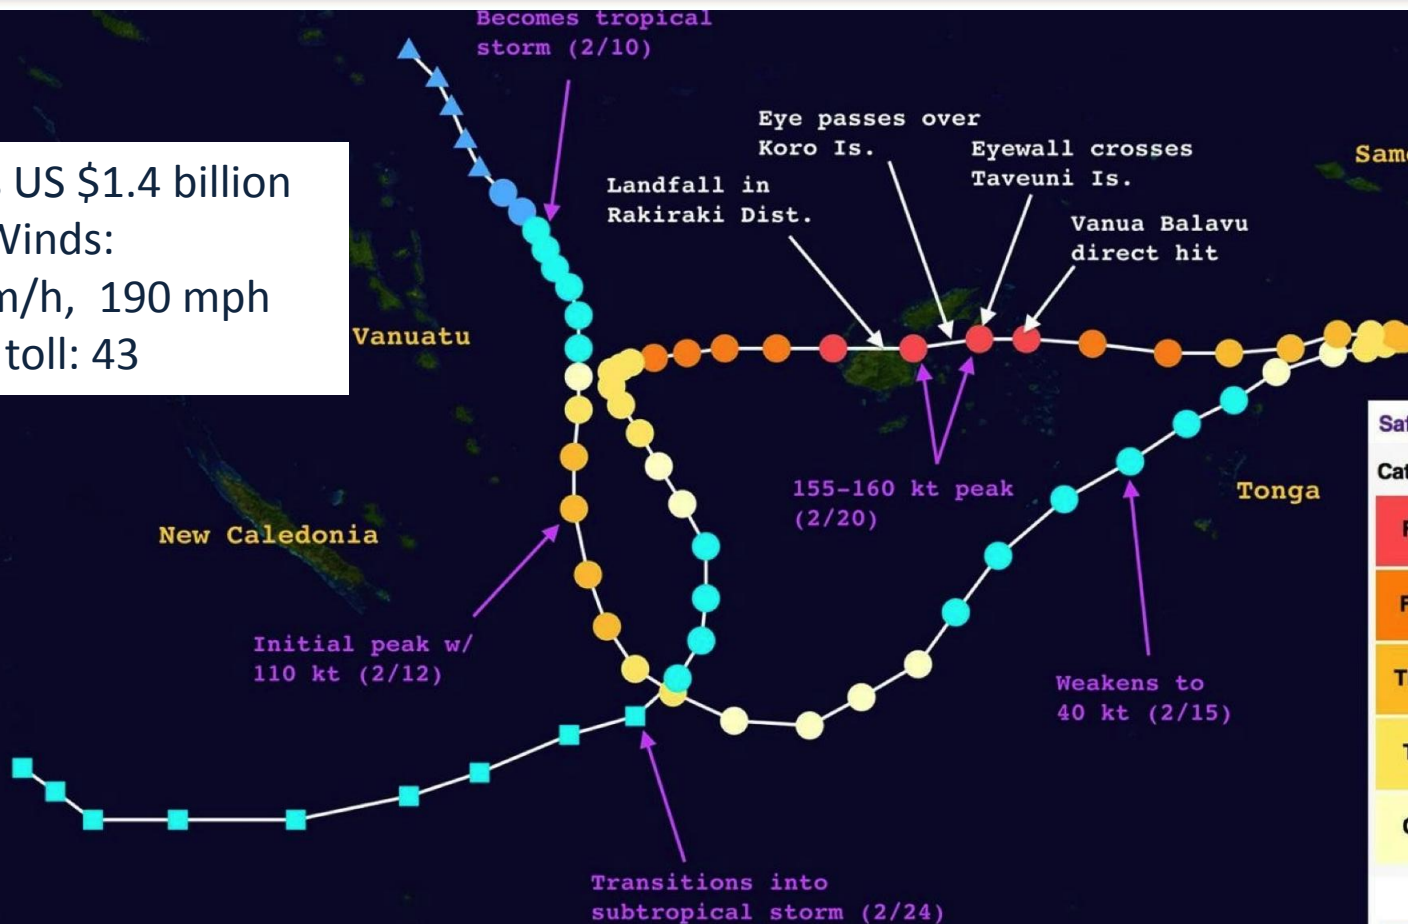 Becomes tropical
storm (2/10)
Eye passes over
Koro Is.
Eyewall crosses
Taveuni Is.
Landfall in
Rakiraki Dist.
Vanua Balavu
direct hit
US $1.4 billion
Winds:
m/h, 190 mph
toll: 43
Vanuatu
155-160 kt peak
(2/20)
Tonga
New Caledonia
Initial peak w/
110 kt (2/12)
Weakens to
40 kt (2/15)
Transitions into
subtropical storm (2/24)